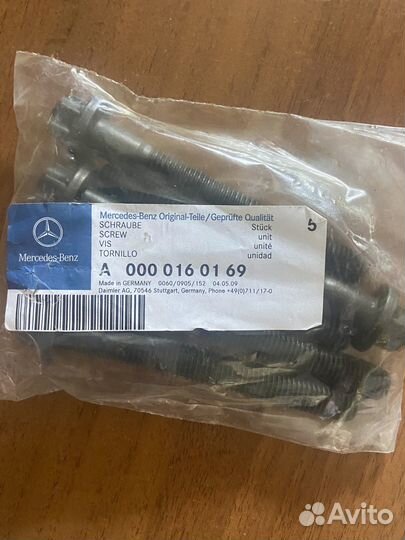 Mercedes-Benz
Mercedes-Benz Original-Teile/Geprüfte Qualität
SCHRAUBE Stück 5
SCREW unit
VIS unité
TORNILLO unidad
A 000 016 01 69
Made in GERMANY 0060/0905/152 04.05.09
Daimler AG, 70546 Stuttgart, Germany, Phone +49(0)711/17-0
Avito